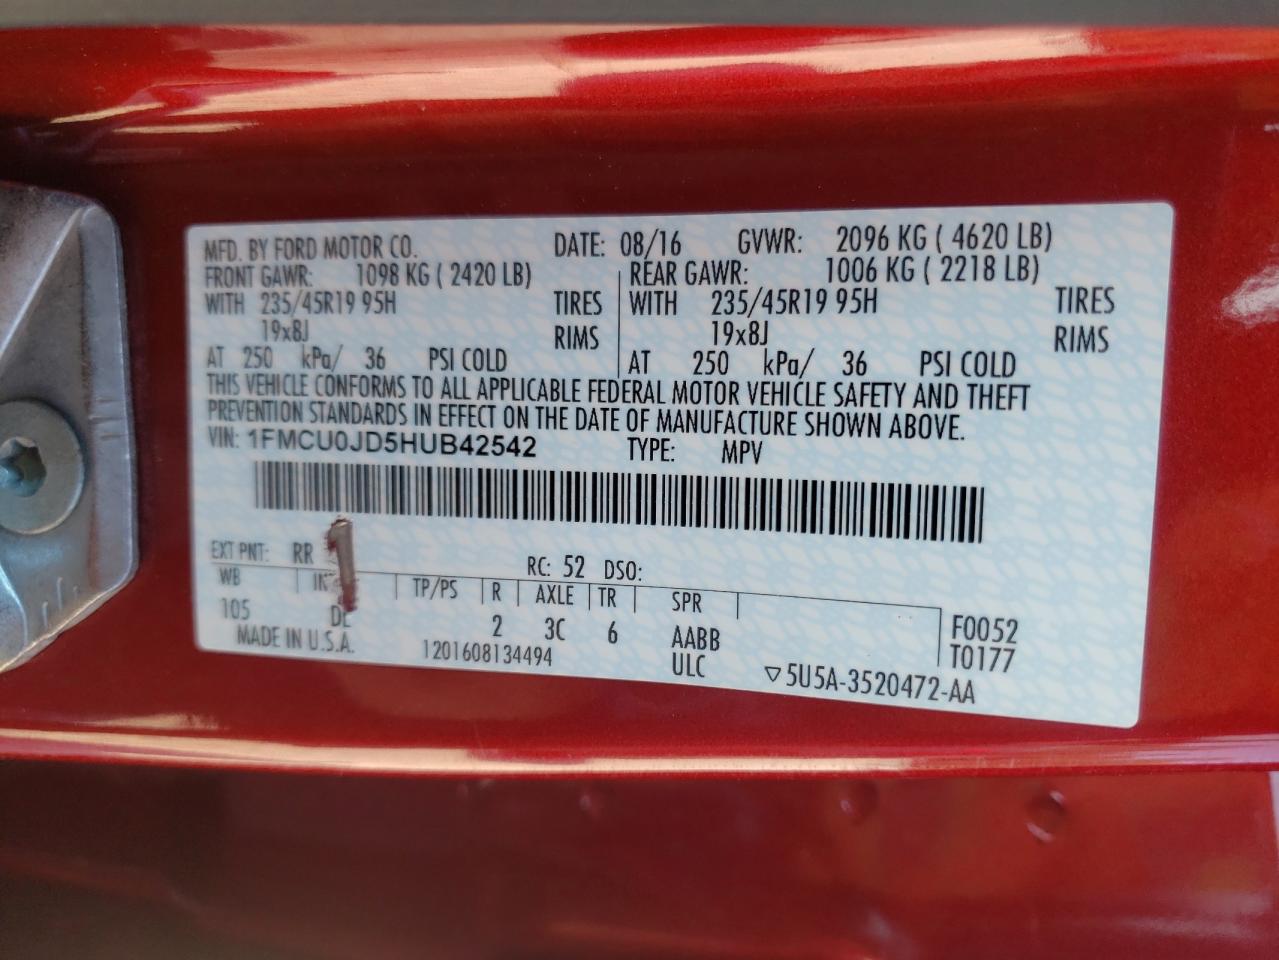 MFD. BY FORD MOTOR CO. DATE: 08/16 GVWR: 2096 KG ( 4620 LB)
FRONT GAWR: 1098 KG ( 2420 LB) REAR GAWR: 1006 KG ( 2218 LB)
WITH 235/45R19 95H TIRES WITH 235/45R19 95H TIRES
19x8J RIMS 19x8J RIMS
AT 250 kPa/ 36 PSI COLD AT 250 kPa/ 36 PSI COLD
THIS VEHICLE CONFORMS TO ALL APPLICABLE FEDERAL MOTOR VEHICLE SAFETY AND THEFT
PREVENTION STANDARDS IN EFFECT ON THE DATE OF MANUFACTURE SHOWN ABOVE.
VIN: 1FMCU0JD5HUB42542 TYPE: MPV
EXT PNT: RR 1 RC: 52 DSO:
WB TP/PS R AXLE TR SPR
105 2 3C 6 AABB F0052
MADE IN U.S.A. 1201608134494 ULC T0177
▽5U5A-3520472-AA